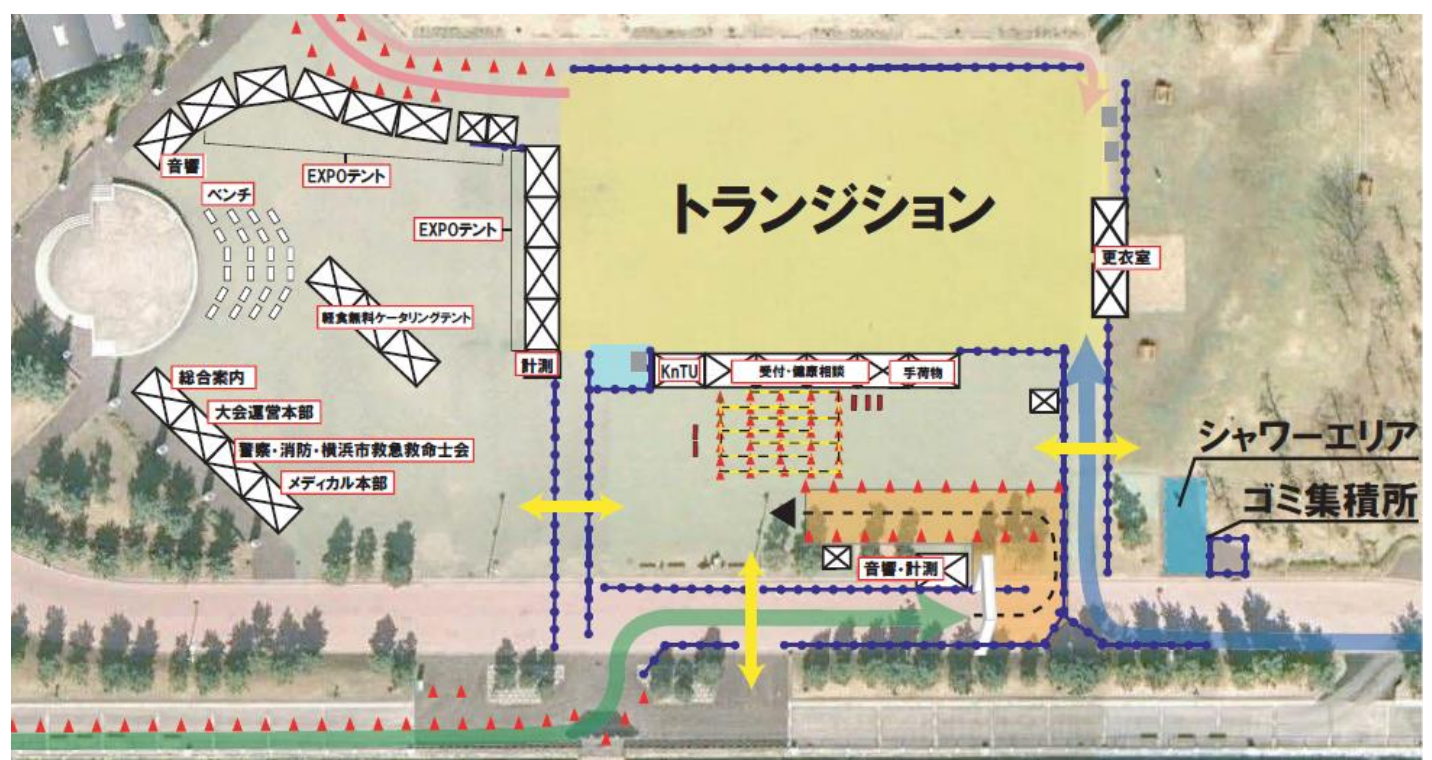 音響
EXPOテント
ベンチ
EXPOテント
トランジション
更衣室
軽食無料ケータリングテント
計測
KnTU
受付・健康相談
手荷物
総合案内
大会運営本部
警察・消防・横浜市救急救命士会
メディカル本部
シャワーエリア
ゴミ集積所
音響・計測